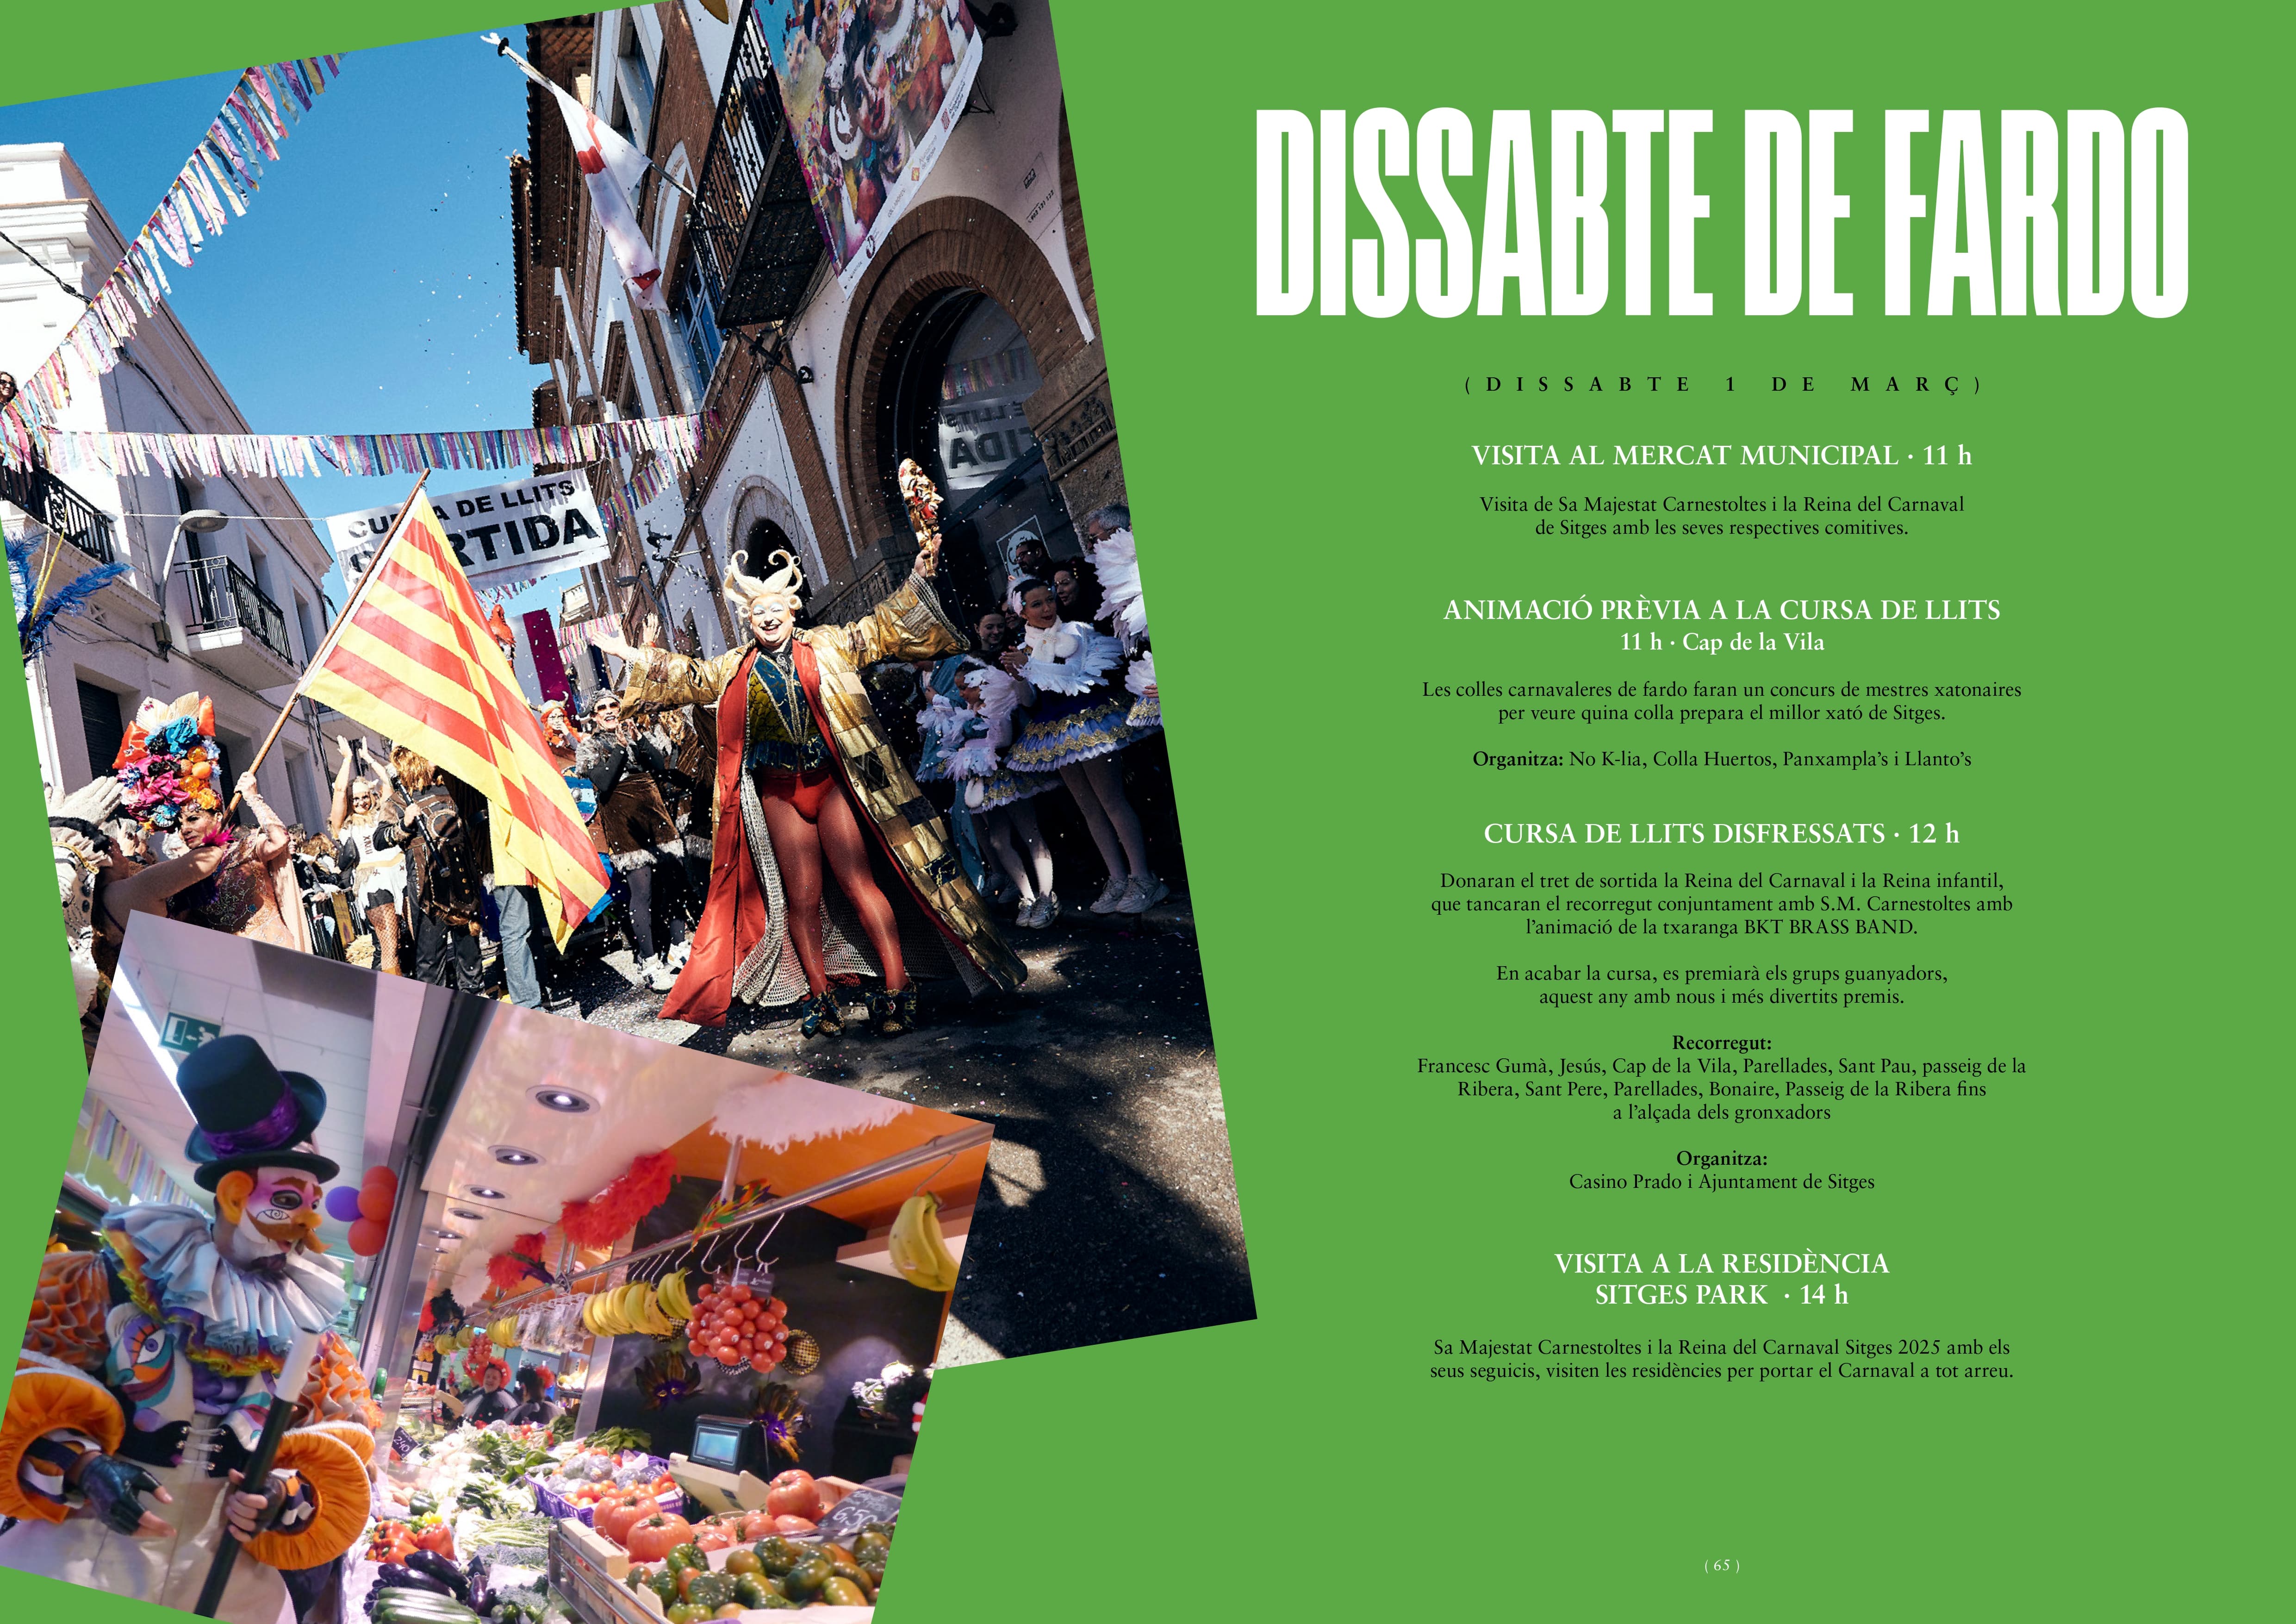 DISSABTE DE FARDO
(DISSABTE 1 DE MARÇ)
VISITA AL MERCAT MUNICIPAL · 11 h
Visita de Sa Majestat Carnestoltes i la Reina del Carnaval
de Sitges amb les seves respectives comitives.
ANIMACIÓ PRÈVIA A LA CURSA DE LLITS
11 h · Cap de la Vila
Les colles carnavaleres de fardo faran un concurs de mestres xatonaires
per veure quina colla prepara el millor xató de Sitges.
Organitza: No K-lia, Colla Huertos, Panxampla’s i Llanto’s
CURSA DE LLITS DISFRESSATS · 12 h
Donaran el tret de sortida la Reina del Carnaval i la Reina infantil,
que tancaran el recorregut conjuntament amb S.M. Carnestoltes amb
l’animació de la txaranga BKT BRASS BAND.
En acabar la cursa, es premiarà els grups guanyadors,
aquest any amb nous i més divertits premis.
Recorregut:
Francesc Gumà, Jesús, Cap de la Vila, Parellades, Sant Pau, passeig de la
Ribera, Sant Pere, Parellades, Bonaire, Passeig de la Ribera fins
a l’alçada dels gronxadors
Organitza:
Casino Prado i Ajuntament de Sitges
VISITA A LA RESIDÈNCIA
SITGES PARK · 14 h
Sa Majestat Carnestoltes i la Reina del Carnaval Sitges 2025 amb els
seus seguicis, visiten les residències per portar el Carnaval a tot arreu.
(65)
DE LLITS
RTIDA
6,50